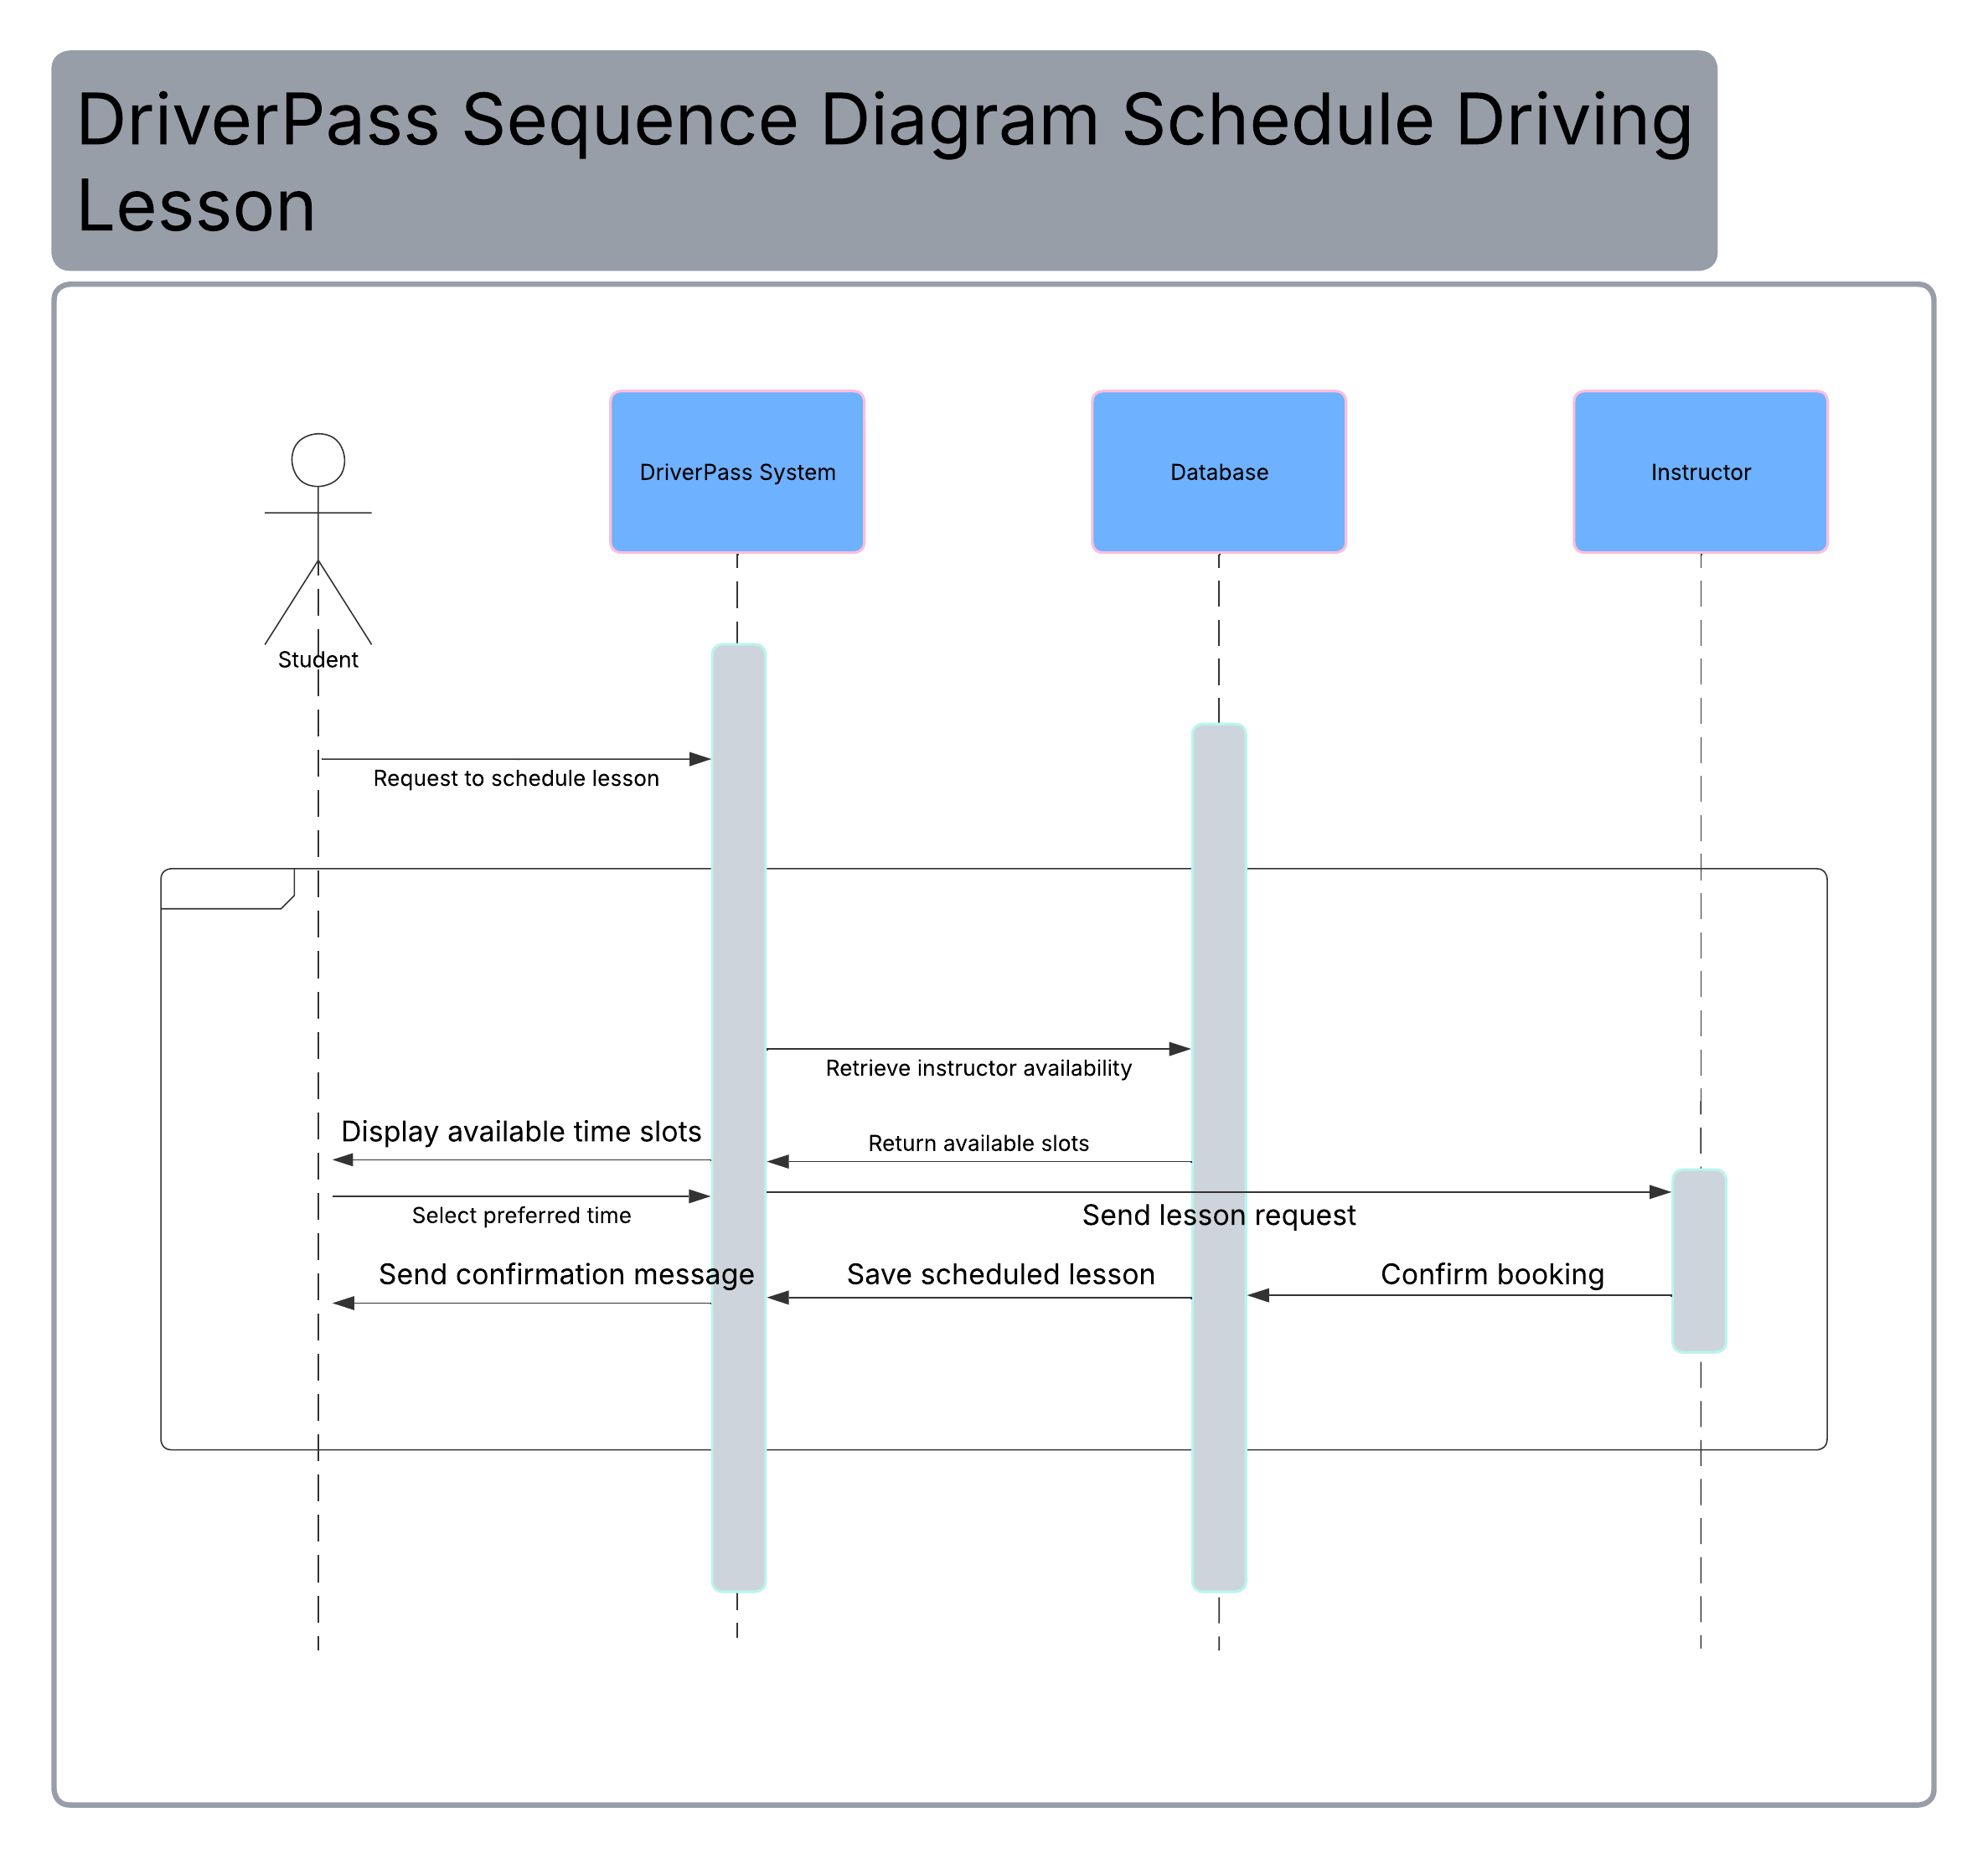 DriverPass Sequence Diagram Schedule Driving
Lesson
DriverPass System
Database
Instructor
Student
Request to schedule lesson
Retrieve instructor availability
Display available time slots
Return available slots
Select preferred time
Send lesson request
Send confirmation message
Save scheduled lesson
Confirm booking